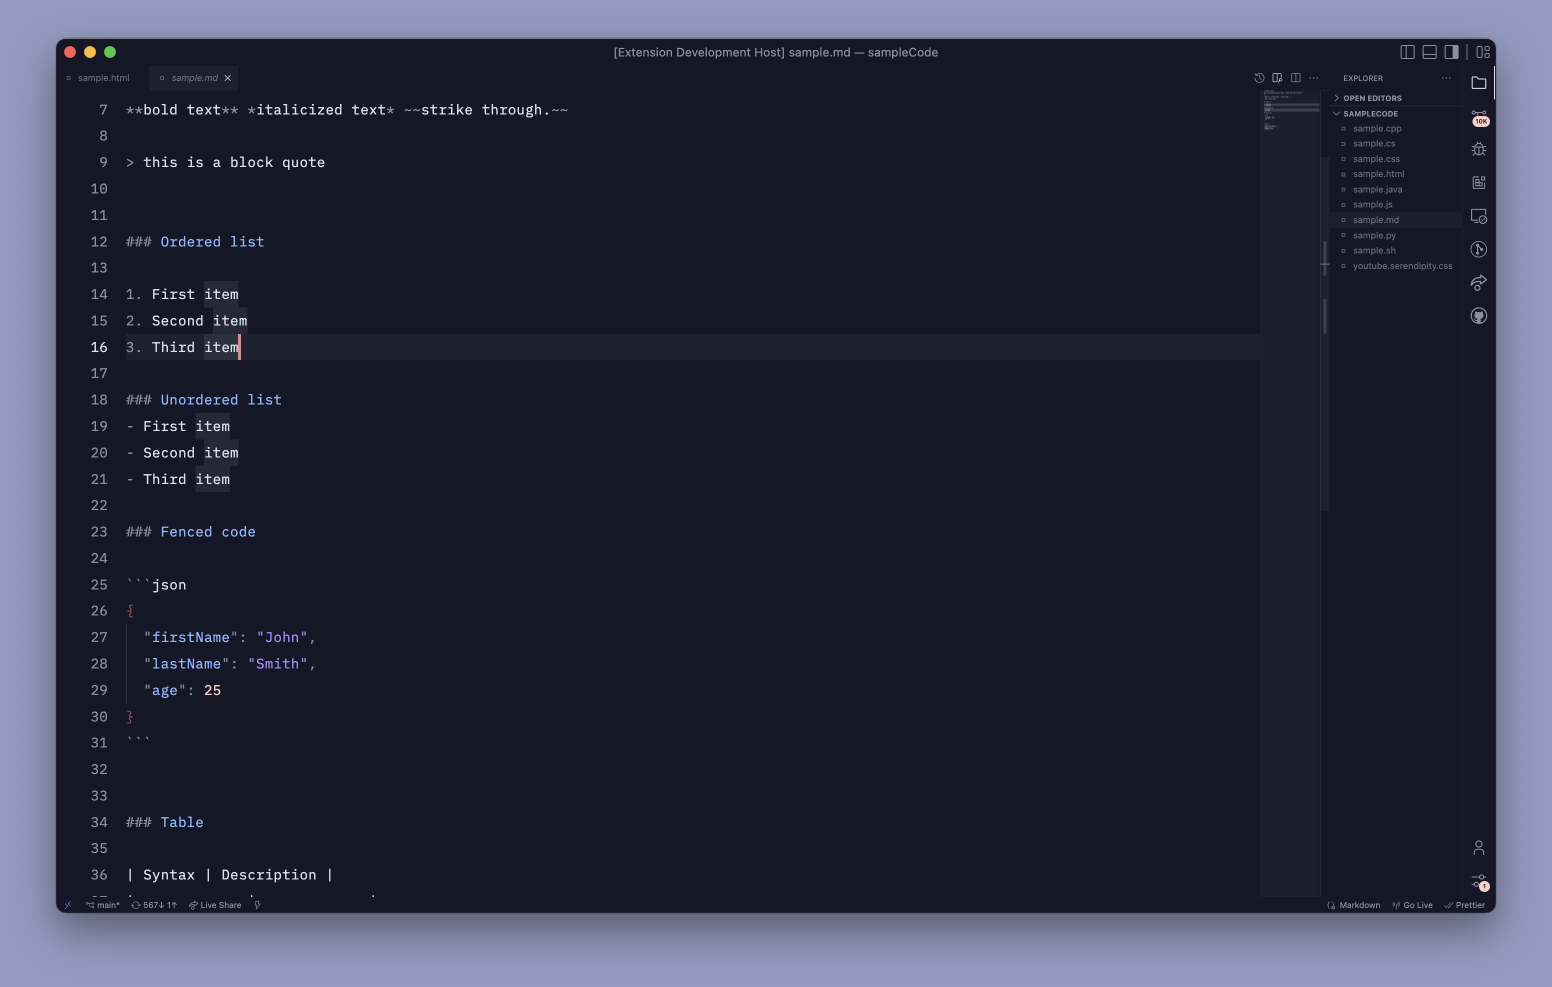 [Extension Development Host] sample.md — sampleCode
sample.html
sample.md
7 **bold text** *italicized text* ~~strike through.~~
8
9 > this is a block quote
10
11
12 ### Ordered list
13
14 1. First item
15 2. Second item
16 3. Third item
17
18 ### Unordered list
19 - First item
20 - Second item
21 - Third item
22
23 ### Fenced code
24
25 ```json
26 {
27 "firstName": "John",
28 "lastName": "Smith",
29 "age": 25
30 }
31 ```
32
33
34 ### Table
35
36 | Syntax | Description |
EXPLORER
OPEN EDITORS
SAMPLECODE
sample.cpp
sample.cs
sample.css
sample.html
sample.java
sample.js
sample.md
sample.py
sample.sh
youtube.serendipity.css
10K
1
main*
567↓ 1↑
Live Share
Markdown
Go Live
Prettier